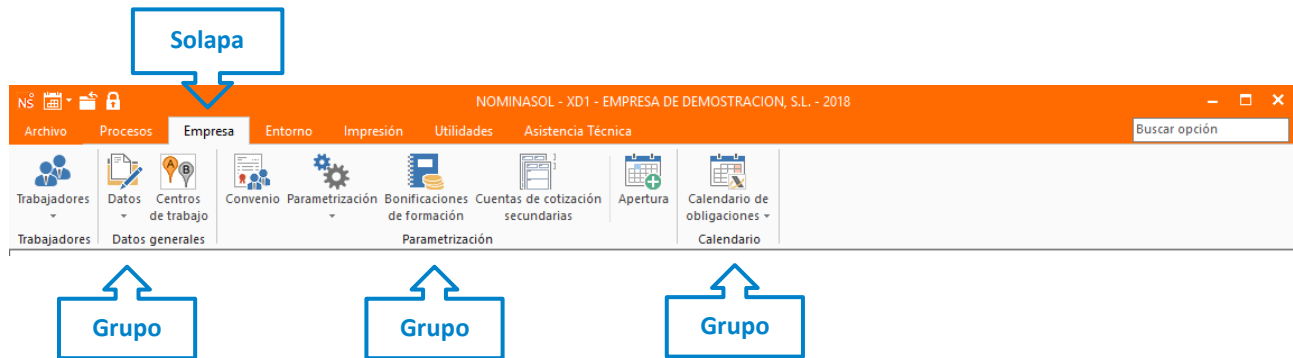 Solapa
NS
NOMINASOL - XD1 - EMPRESA DE DEMOSTRACION, S.L. - 2018
Archivo Procesos Empresa Entorno Impresión Utilidades Asistencia Técnica Buscar opción
A B
Trabajadores Datos Centros de trabajo Convenio Parametrización Bonificaciones de formación Cuentas de cotización secundarias Apertura Calendario de obligaciones
Trabajadores Datos generales Parametrización Calendario
Grupo Grupo Grupo